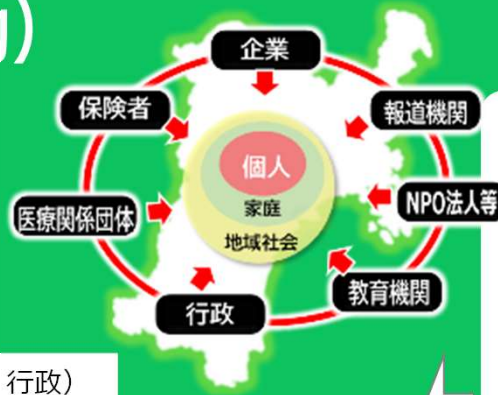 g)
企業
保険者
報道機関
個人
家庭
地域社会
医療関係団体
NPO法人等
教育機関
行政
行政）